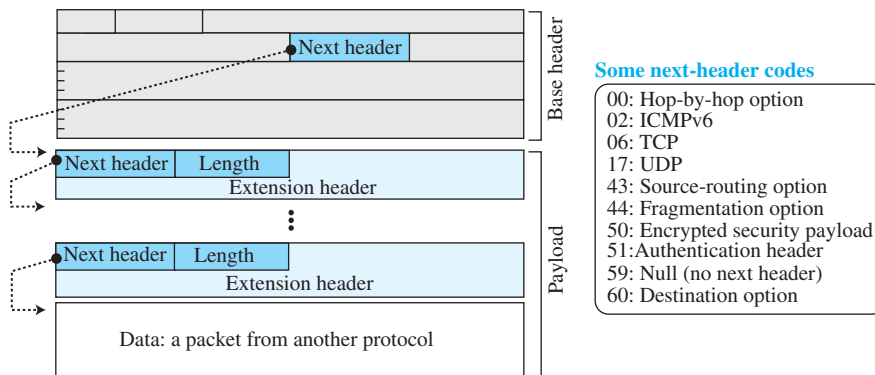 Next header
Base header
Next header
Length
Extension header
Next header
Length
Extension header
Data: a packet from another protocol
Payload
Some next-header codes
00: Hop-by-hop option
02: ICMPv6
06: TCP
17: UDP
43: Source-routing option
44: Fragmentation option
50: Encrypted security payload
51:Authentication header
59: Null (no next header)
60: Destination option